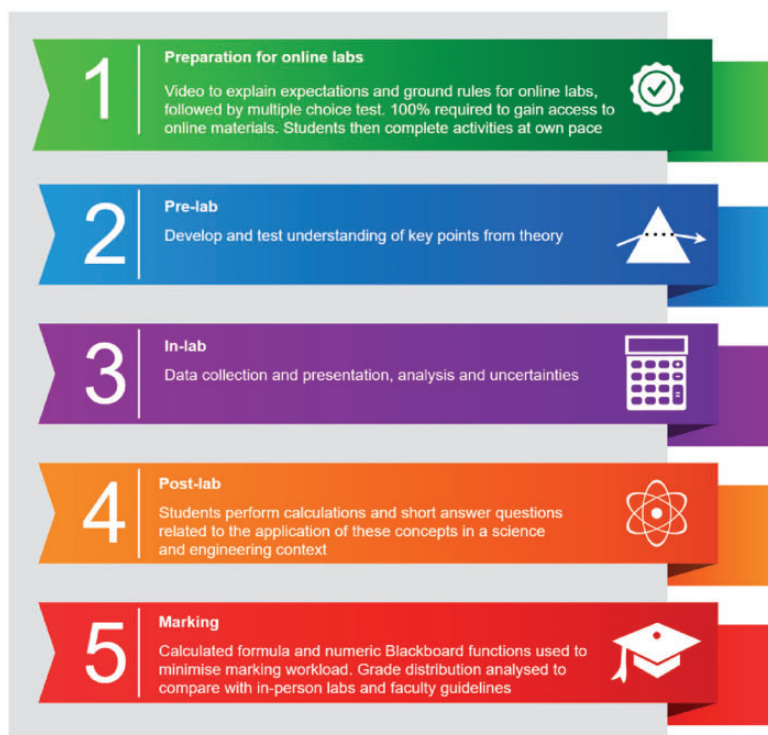 1
Preparation for online labs
Video to explain expectations and ground rules for online labs,
followed by multiple choice test. 100% required to gain access to
online materials. Students then complete activities at own pace
2
Pre-lab
Develop and test understanding of key points from theory
3
In-lab
Data collection and presentation, analysis and uncertainties
4
Post-lab
Students perform calculations and short answer questions
related to the application of these concepts in a science
and engineering context
5
Marking
Calculated formula and numeric Blackboard functions used to
minimise marking workload. Grade distribution analysed to
compare with in-person labs and faculty guidelines